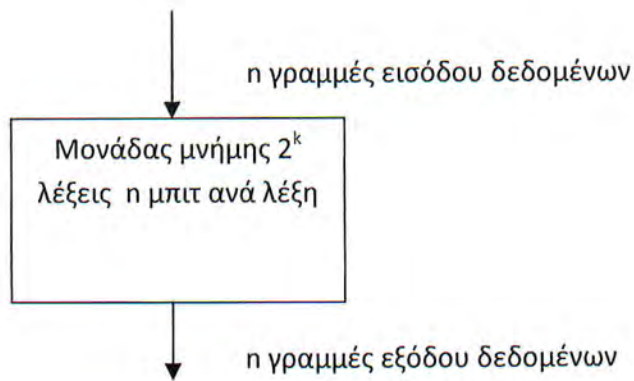 n γραμμές εισόδου δεδομένων
Μονάδας μνήμης 2^k
λέξεις n μπιτ ανά λέξη
n γραμμές εξόδου δεδομένων